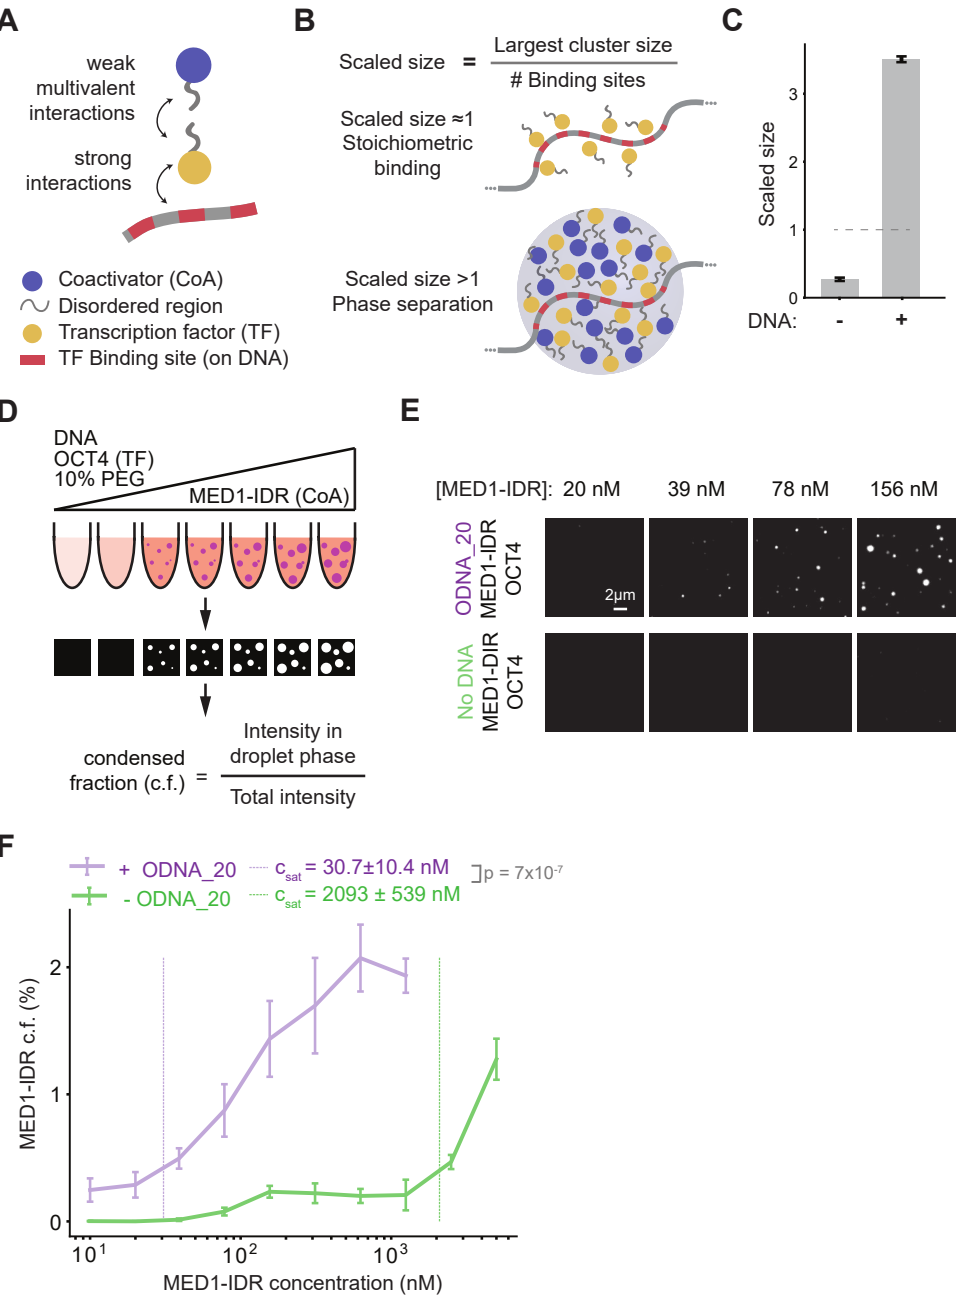 A
weak
multivalent
interactions
strong
interactions
Coactivator (CoA)
Disordered region
Transcription factor (TF)
TF Binding site (on DNA)
B
Scaled size = Largest cluster size
# Binding sites
Scaled size ≈1
Stoichiometric
binding
Scaled size >1
Phase separation
C
Scaled size
3
2
1
0
DNA: - +
D
DNA
OCT4 (TF)
10% PEG
MED1-IDR (CoA)
condensed
fraction (c.f.) =
Intensity in
droplet phase
Total intensity
E
[MED1-IDR]: 20 nM 39 nM 78 nM 156 nM
ODNA_20
MED1-IDR
OCT4
2μm
No DNA
MED1-DIR
OCT4
F
+ ODNA_20 c_sat = 30.7±10.4 nM
- ODNA_20 c_sat = 2093 ± 539 nM
p = 7x10⁻⁷
MED1-IDR c.f. (%)
2
1
0
10¹ 10² 10³
MED1-IDR concentration (nM)